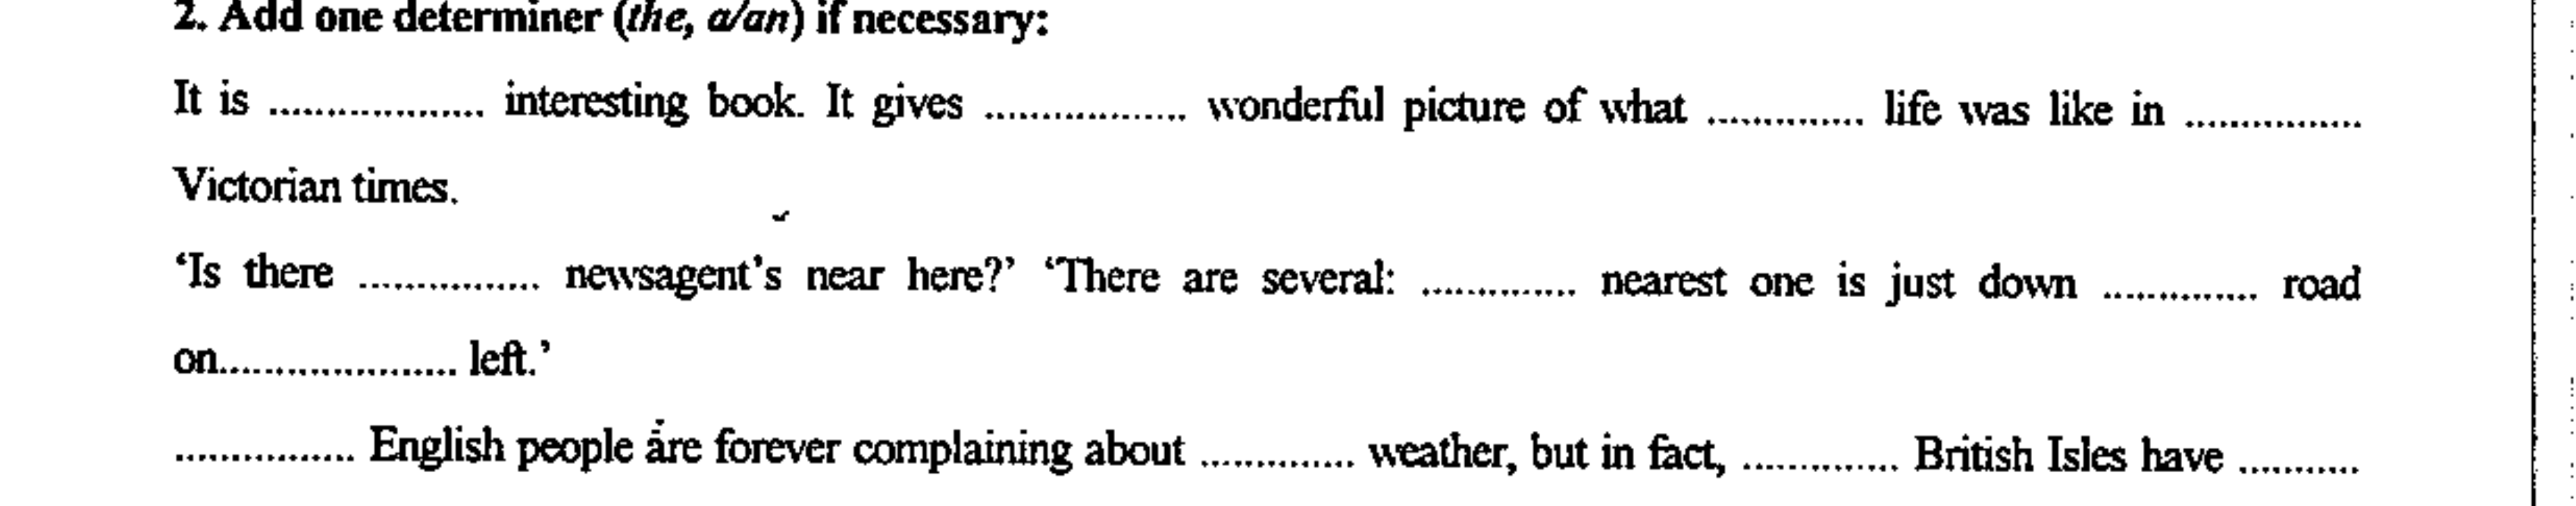 2. Add one determiner (the, a/an) if necessary:
It is .................. interesting book. It gives .................. wonderful picture of what .............. life was like in ................
Victorian times.
‘Is there ................ newsagent’s near here?’ ‘There are several: .............. nearest one is just down .............. road
on..................... left.’
................ English people are forever complaining about .............. weather, but in fact, .............. British Isles have ...........